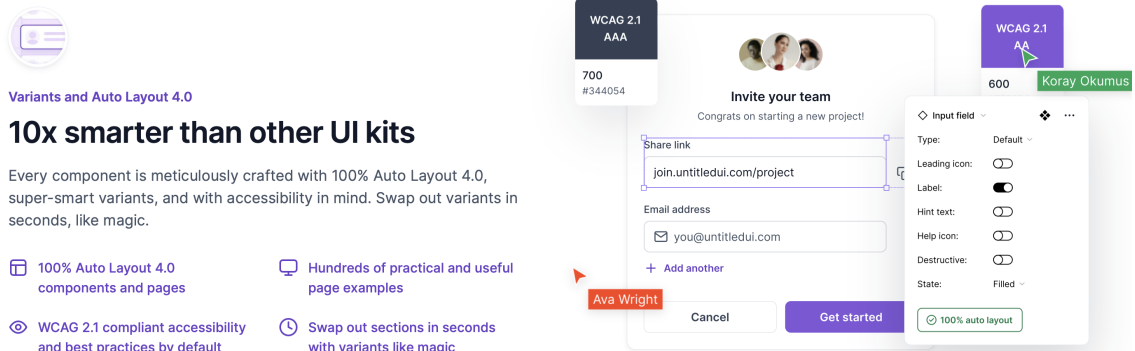 Variants and Auto Layout 4.0
10x smarter than other UI kits
Every component is meticulously crafted with 100% Auto Layout 4.0,
super-smart variants, and with accessibility in mind. Swap out variants in
seconds, like magic.
100% Auto Layout 4.0
components and pages
Hundreds of practical and useful
page examples
WCAG 2.1 compliant accessibility
and best practices by default
Swap out sections in seconds
with variants like magic
WCAG 2.1
AAA
700
#344054
Invite your team
Congrats on starting a new project!
Share link
join.untitledui.com/project
Email address
you@untitledui.com
Add another
Cancel
Get started
Ava Wright
WCAG 2.1
AA
600
Koray Okumus
Input field
Type:
Default
Leading icon:
Label:
Hint text:
Help icon:
Destructive:
State:
Filled
100% auto layout